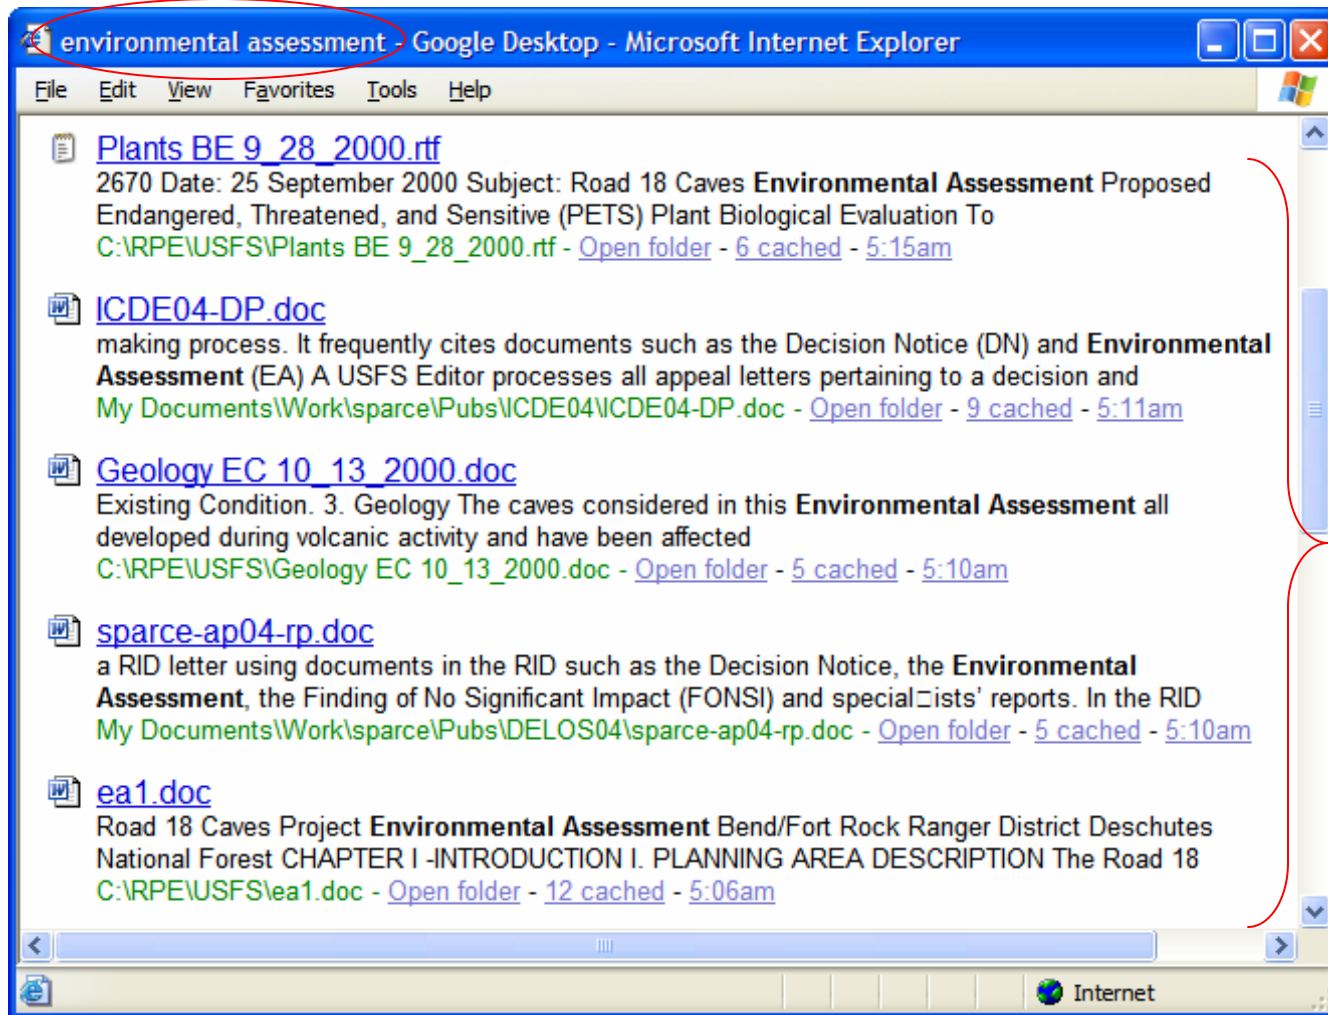 environmental assessment - Google Desktop - Microsoft Internet Explorer
File Edit View Favorites Tools Help
Plants BE 9_28_2000.rtf
2670 Date: 25 September 2000 Subject: Road 18 Caves Environmental Assessment Proposed
Endangered, Threatened, and Sensitive (PETS) Plant Biological Evaluation To
C:\RPE\USFS\Plants BE 9_28_2000.rtf - Open folder - 6 cached - 5:15am
ICDE04-DP.doc
making process. It frequently cites documents such as the Decision Notice (DN) and Environmental
Assessment (EA) A USFS Editor processes all appeal letters pertaining to a decision and
My Documents\Work\sparce\Pubs\ICDE04\ICDE04-DP.doc - Open folder - 9 cached - 5:11am
Geology EC 10_13_2000.doc
Existing Condition. 3. Geology The caves considered in this Environmental Assessment all
developed during volcanic activity and have been affected
C:\RPE\USFS\Geology EC 10_13_2000.doc - Open folder - 5 cached - 5:10am
sparce-ap04-rp.doc
a RID letter using documents in the RID such as the Decision Notice, the Environmental
Assessment, the Finding of No Significant Impact (FONSI) and special□ists' reports. In the RID
My Documents\Work\sparce\Pubs\DELOS04\sparce-ap04-rp.doc - Open folder - 5 cached - 5:10am
ea1.doc
Road 18 Caves Project Environmental Assessment Bend/Fort Rock Ranger District Deschutes
National Forest CHAPTER I -INTRODUCTION I. PLANNING AREA DESCRIPTION The Road 18
C:\RPE\USFS\ea1.doc - Open folder - 12 cached - 5:06am
Internet